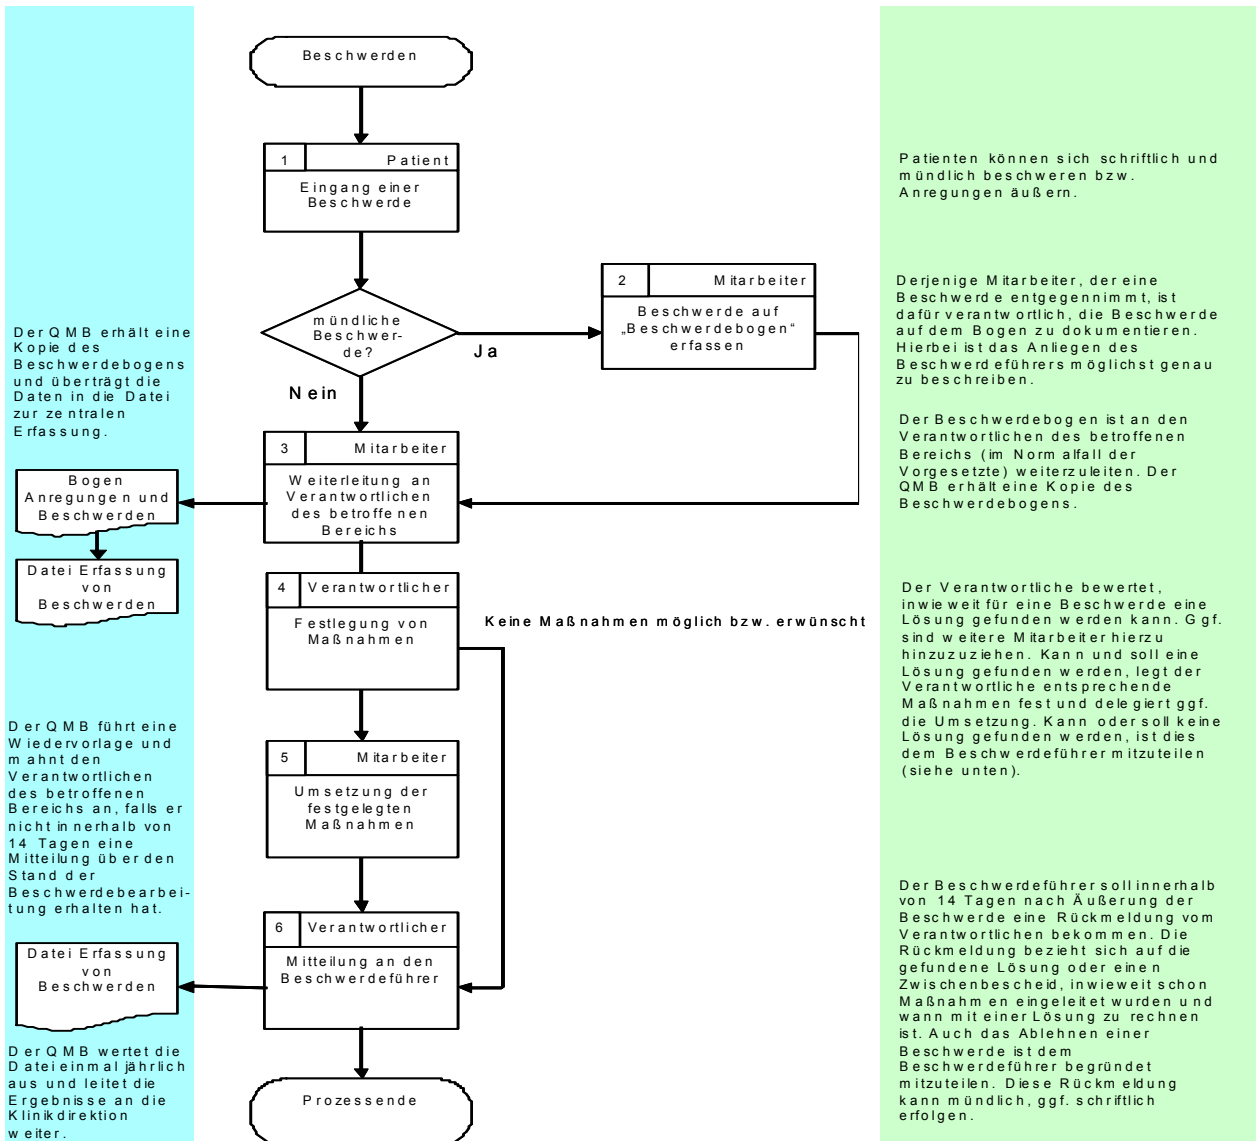 Beschwerden
1 Patient
Eingang einer
Beschwerde
Patienten können sich schriftlich und
mündlich beschweren bzw.
Anregungen äußern.
mündliche
Beschwer-
de?
Ja
Nein
2 Mitarbeiter
Beschwerde auf
„Beschwerdebogen“
erfassen
Derjenige Mitarbeiter, der eine
Beschwerde entgegennimmt, ist
dafür verantwortlich, die Beschwerde
auf dem Bogen zu dokumentieren.
Hierbei ist das Anliegen des
Beschwerdeführers möglichst genau
zu beschreiben.
Der QMB erhält eine
Kopie des
Beschwerdebogens
und überträgt die
Daten in die Datei
zur zentralen
Erfassung.
3 Mitarbeiter
Weiterleitung an
Verantwortlichen
des betroffenen
Bereichs
Der Beschwerdebogen ist an den
Verantwortlichen des betroffenen
Bereichs (im Normalfall der
Vorgesetzte) weiterzuleiten. Der
QMB erhält eine Kopie des
Beschwerdebogens.
Bogen
Anregungen und
Beschwerden
Datei Erfassung
von
Beschwerden
4 Verantwortlicher
Festlegung von
Maßnahmen
Keine Maßnahmen möglich bzw. erwünscht
Der Verantwortliche bewertet,
inwieweit für eine Beschwerde eine
Lösung gefunden werden kann. Ggf.
sind weitere Mitarbeiter hierzu
hinzuzuziehen. Kann und soll eine
Lösung gefunden werden, legt der
Verantwortliche entsprechende
Maßnahmen fest und delegiert ggf.
die Umsetzung. Kann oder soll keine
Lösung gefunden werden, ist dies
dem Beschwerdeführer mitzuteilen
(siehe unten).
5 Mitarbeiter
Umsetzung der
festgelegten
Maßnahmen
Der QMB führt eine
Wiedervorlage und
mahnt den
Verantwortlichen
des betroffenen
Bereichs an, falls er
nicht innerhalb von
14 Tagen eine
Mitteilung über den
Stand der
Beschwerdebearbei-
tung erhalten hat.
6 Verantwortlicher
Mitteilung an den
Beschwerdeführer
Datei Erfassung
von
Beschwerden
Der Beschwerdeführer soll innerhalb
von 14 Tagen nach Äußerung der
Beschwerde eine Rückmeldung vom
Verantwortlichen bekommen. Die
Rückmeldung bezieht sich auf die
gefundene Lösung oder einen
Zwischenbescheid, inwieweit schon
Maßnahmen eingeleitet wurden und
wann mit einer Lösung zu rechnen
ist. Auch das Ablehnen einer
Beschwerde ist dem
Beschwerdeführer begründet
mitzuteilen. Diese Rückmeldung
kann mündlich, ggf. schriftlich
erfolgen.
Der QMB wertet die
Datei einmal jährlich
aus und leitet die
Ergebnisse an die
Klinikdirektion
weiter.
Prozessende